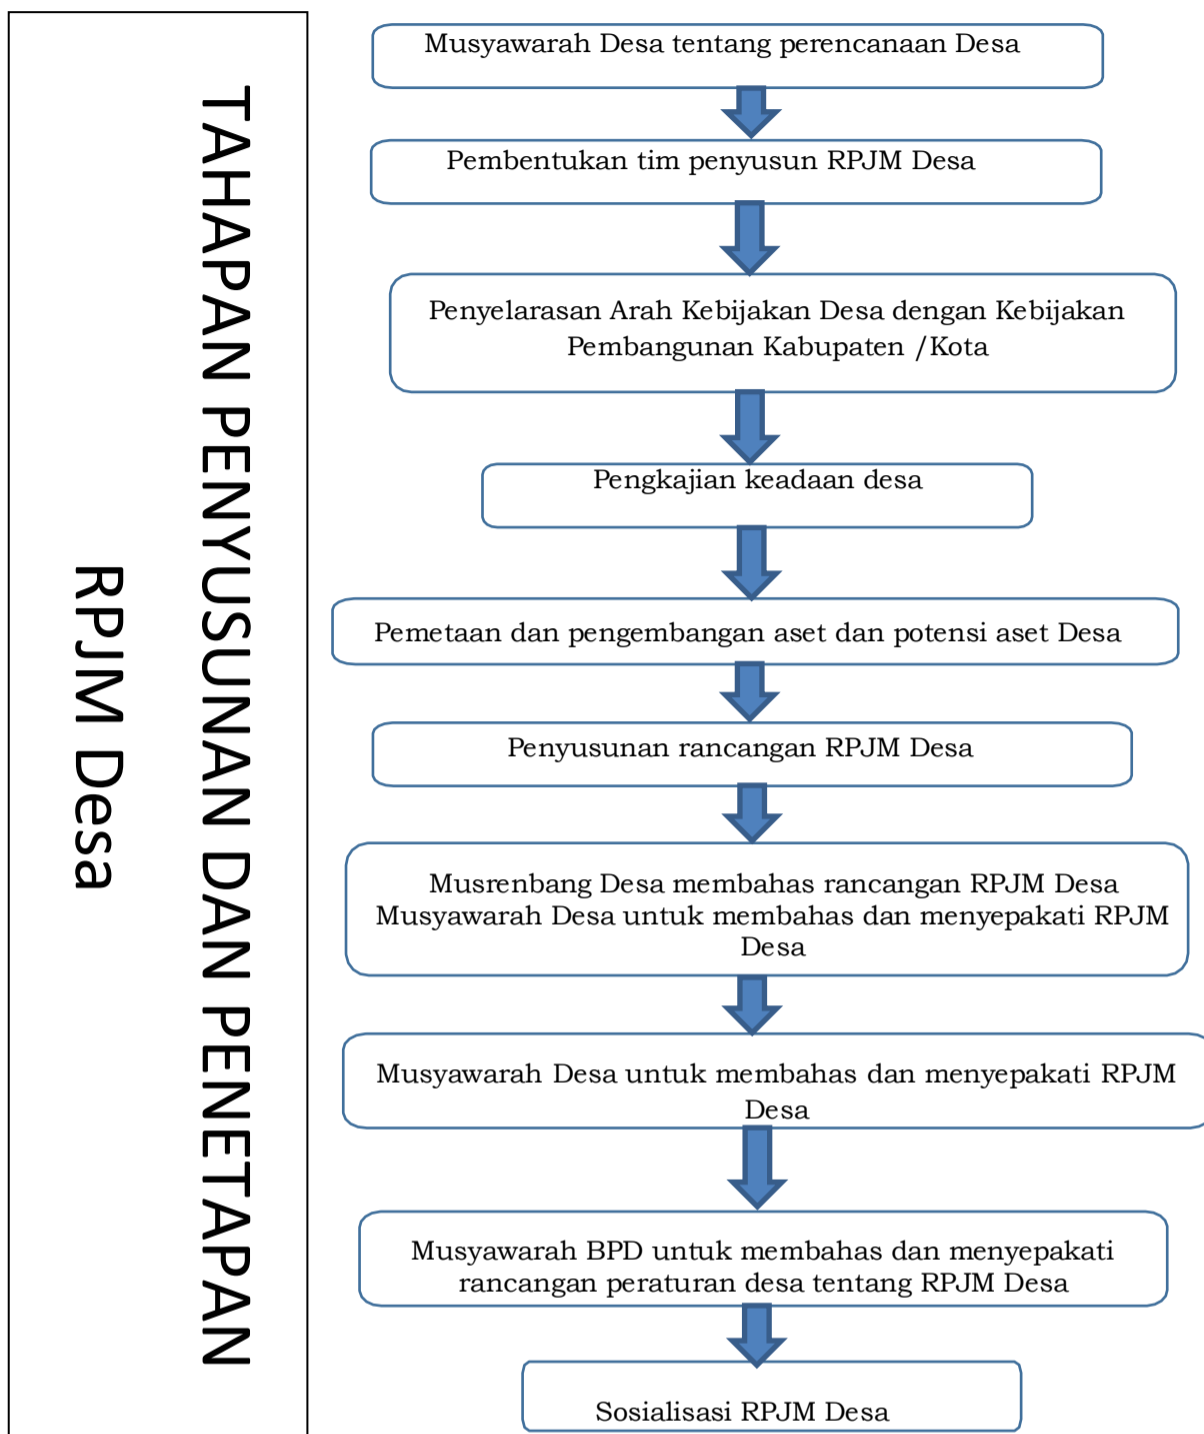 TAHAPAN PENYUSUNAN DAN PENETAPAN
RPJM Desa
Musyawarah Desa tentang perencanaan Desa
Pembentukan tim penyusun RPJM Desa
Penyelarasan Arah Kebijakan Desa dengan Kebijakan
Pembangunan Kabupaten /Kota
Pengkajian keadaan desa
Pemetaan dan pengembangan aset dan potensi aset Desa
Penyusunan rancangan RPJM Desa
Musrenbang Desa membahas rancangan RPJM Desa
Musyawarah Desa untuk membahas dan menyepakati RPJM
Desa
Musyawarah Desa untuk membahas dan menyepakati RPJM
Desa
Musyawarah BPD untuk membahas dan menyepakati
rancangan peraturan desa tentang RPJM Desa
Sosialisasi RPJM Desa